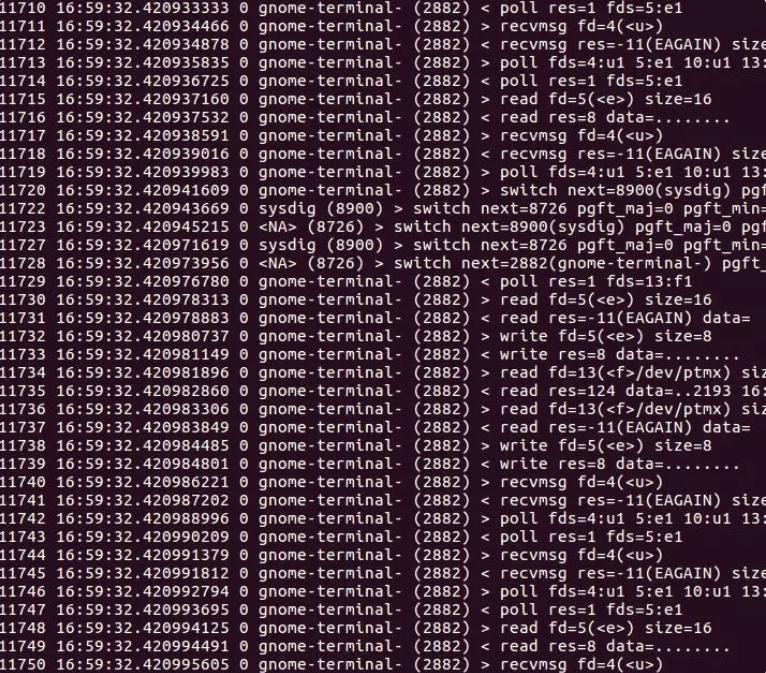 11710 16:59:32.420933333 0 gnome-terminal- (2882) < poll res=1 fds=5:e1
11711 16:59:32.420934466 0 gnome-terminal- (2882) > recvmsg fd=4(<u>)
11712 16:59:32.420934878 0 gnome-terminal- (2882) < recvmsg res=-11(EAGAIN) size
11713 16:59:32.420935835 0 gnome-terminal- (2882) > poll fds=4:u1 5:e1 10:u1 13:
11714 16:59:32.420936725 0 gnome-terminal- (2882) < poll res=1 fds=5:e1
11715 16:59:32.420937160 0 gnome-terminal- (2882) > read fd=5(<e>) size=16
11716 16:59:32.420937532 0 gnome-terminal- (2882) < read res=8 data=........
11717 16:59:32.420938591 0 gnome-terminal- (2882) > recvmsg fd=4(<u>)
11718 16:59:32.420939016 0 gnome-terminal- (2882) < recvmsg res=-11(EAGAIN) size
11719 16:59:32.420939983 0 gnome-terminal- (2882) > poll fds=4:u1 5:e1 10:u1 13:
11720 16:59:32.420941609 0 gnome-terminal- (2882) > switch next=8900(sysdig) pgf
11722 16:59:32.420943669 0 sysdig (8900) > switch next=8726 pgft_maj=0 pgft_min=
11723 16:59:32.420945215 0 <NA> (8726) > switch next=8900(sysdig) pgft_maj=0 pgf
11727 16:59:32.420971619 0 sysdig (8900) > switch next=8726 pgft_maj=0 pgft_min=
11728 16:59:32.420973956 0 <NA> (8726) > switch next=2882(gnome-terminal-) pgft_
11729 16:59:32.420976780 0 gnome-terminal- (2882) < poll res=1 fds=13:f1
11730 16:59:32.420978313 0 gnome-terminal- (2882) > read fd=5(<e>) size=16
11731 16:59:32.420978883 0 gnome-terminal- (2882) < read res=-11(EAGAIN) data=
11732 16:59:32.420980737 0 gnome-terminal- (2882) > write fd=5(<e>) size=8
11733 16:59:32.420981149 0 gnome-terminal- (2882) < write res=8 data=........
11734 16:59:32.420981896 0 gnome-terminal- (2882) > read fd=13(<f>/dev/ptmx) siz
11735 16:59:32.420982860 0 gnome-terminal- (2882) < read res=124 data=..2193 16:
11736 16:59:32.420983306 0 gnome-terminal- (2882) > read fd=13(<f>/dev/ptmx) siz
11737 16:59:32.420983849 0 gnome-terminal- (2882) < read res=-11(EAGAIN) data=
11738 16:59:32.420984485 0 gnome-terminal- (2882) > write fd=5(<e>) size=8
11739 16:59:32.420984801 0 gnome-terminal- (2882) < write res=8 data=........
11740 16:59:32.420986221 0 gnome-terminal- (2882) > recvmsg fd=4(<u>)
11741 16:59:32.420987202 0 gnome-terminal- (2882) < recvmsg res=-11(EAGAIN) size
11742 16:59:32.420988996 0 gnome-terminal- (2882) > poll fds=4:u1 5:e1 10:u1 13:
11743 16:59:32.420990209 0 gnome-terminal- (2882) < poll res=1 fds=5:e1
11744 16:59:32.420991379 0 gnome-terminal- (2882) > recvmsg fd=4(<u>)
11745 16:59:32.420991812 0 gnome-terminal- (2882) < recvmsg res=-11(EAGAIN) size
11746 16:59:32.420992794 0 gnome-terminal- (2882) > poll fds=4:u1 5:e1 10:u1 13:
11747 16:59:32.420993695 0 gnome-terminal- (2882) < poll res=1 fds=5:e1
11748 16:59:32.420994125 0 gnome-terminal- (2882) > read fd=5(<e>) size=16
11749 16:59:32.420994491 0 gnome-terminal- (2882) < read res=8 data=........
11750 16:59:32.420995605 0 gnome-terminal- (2882) > recvmsg fd=4(<u>)